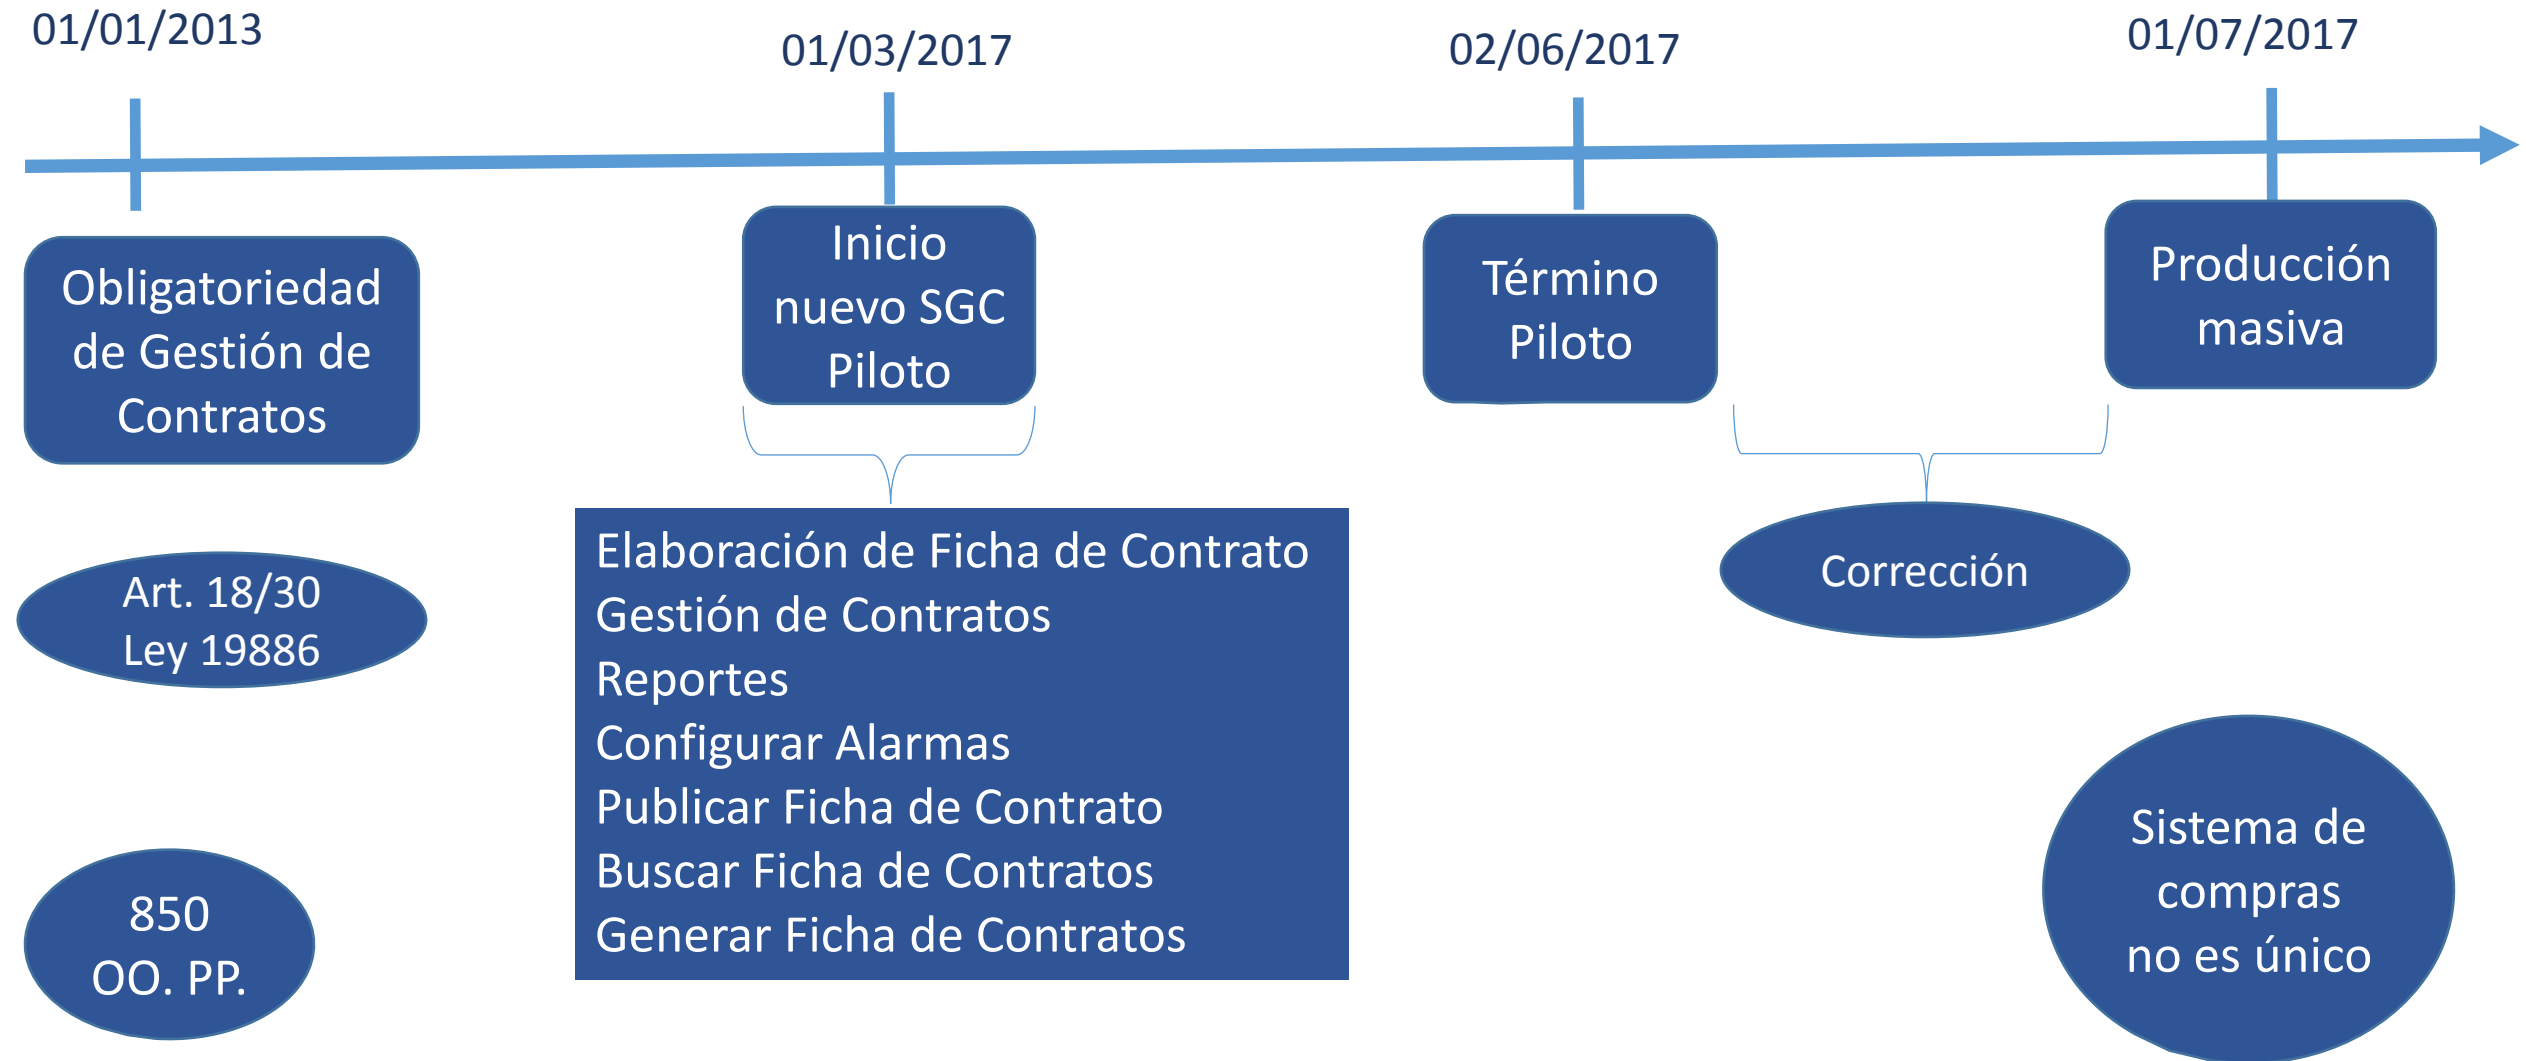 01/01/2013
01/03/2017
02/06/2017
01/07/2017
Obligatoriedad
de Gestión de
Contratos
Inicio
nuevo SGC
Piloto
Término
Piloto
Producción
masiva
Art. 18/30
Ley 19886
850
OO. PP.
Elaboración de Ficha de Contrato
Gestión de Contratos
Reportes
Configurar Alarmas
Publicar Ficha de Contrato
Buscar Ficha de Contratos
Generar Ficha de Contratos
Corrección
Sistema de
compras
no es único